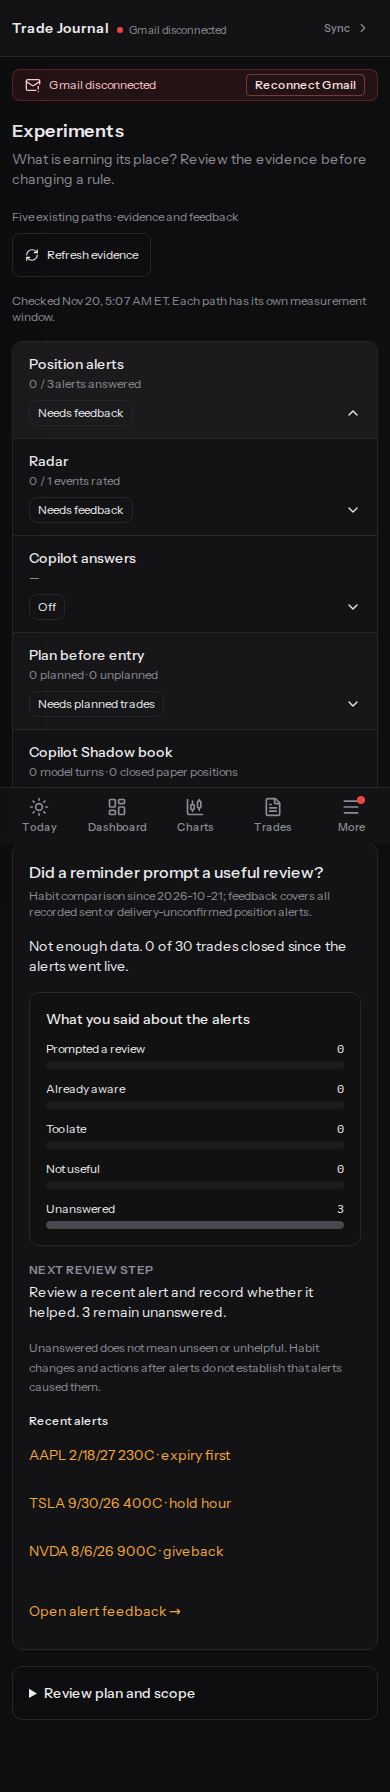 Trade Journal
Gmail disconnected
Sync
Gmail disconnected
Reconnect Gmail
Experiments
What is earning its place? Review the evidence before
changing a rule.
Five existing paths · evidence and feedback
Refresh evidence
Checked Nov 20, 5:07 AM ET. Each path has its own measurement
window.
Position alerts
0 / 3 alerts answered
Needs feedback
Radar
0 / 1 events rated
Needs feedback
Copilot answers
—
Off
Plan before entry
0 planned · 0 unplanned
Needs planned trades
Copilot Shadow book
0 model turns · 0 closed paper positions
Today
Dashboard
Charts
Trades
More
Did a reminder prompt a useful review?
Habit comparison since 2026-10-21; feedback covers all
recorded sent or delivery-unconfirmed position alerts.
Not enough data. 0 of 30 trades closed since the
alerts went live.
What you said about the alerts
Prompted a review 0
Already aware 0
Too late 0
Not useful 0
Unanswered 3
NEXT REVIEW STEP
Review a recent alert and record whether it
helped. 3 remain unanswered.
Unanswered does not mean unseen or unhelpful. Habit
changes and actions after alerts do not establish that alerts
caused them.
Recent alerts
AAPL 2/18/27 230C · expiry first
TSLA 9/30/26 400C · hold hour
NVDA 8/6/26 900C · giveback
Open alert feedback →
Review plan and scope